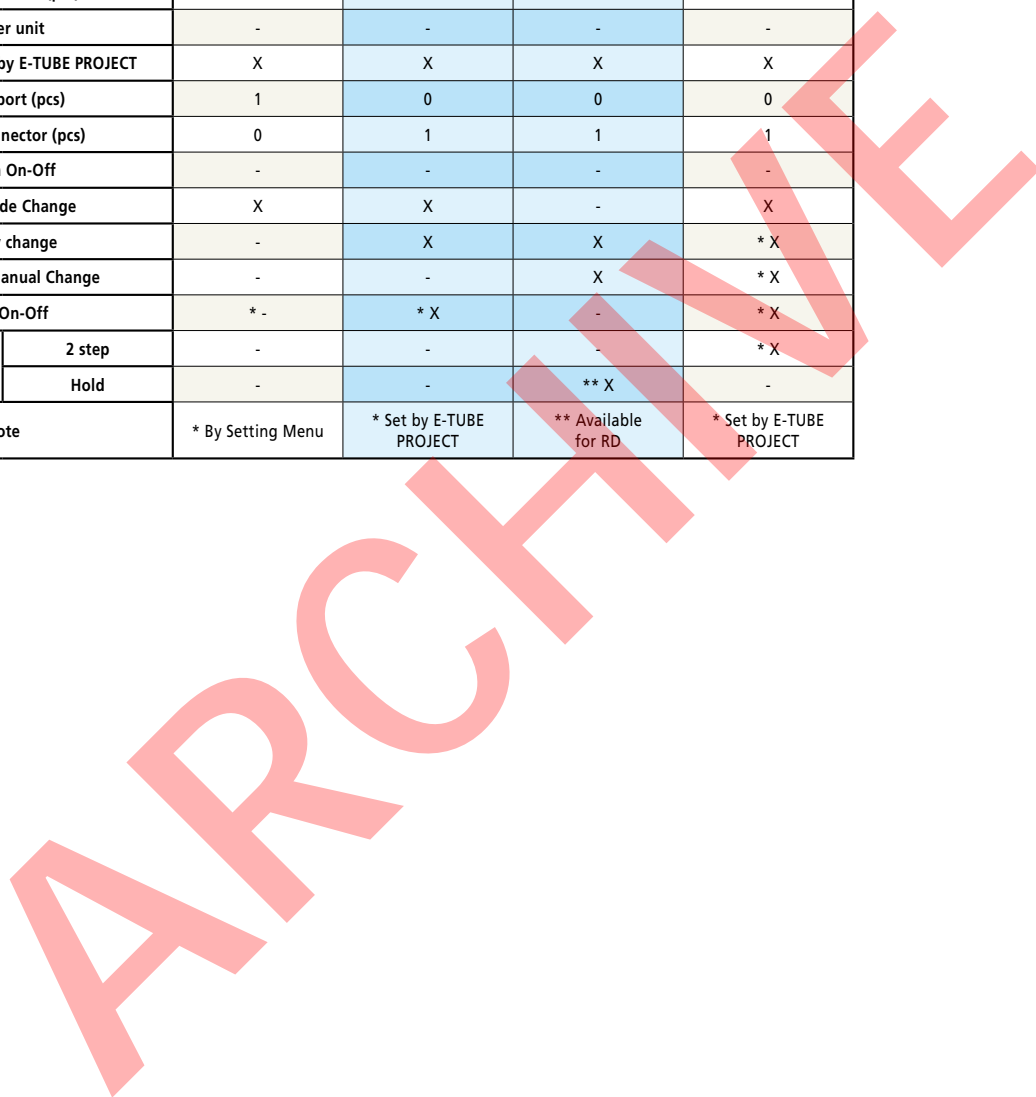 er unit - - - -
by E-TUBE PROJECT X X X X
port (pcs) 1 0 0 0
nector (pcs) 0 1 1 1
On-Off - - - -
de Change X X - X
change - X X * X
anual Change - - X * X
On-Off * - * X - * X
2 step - - - * X
Hold - - ** X -
ote * By Setting Menu * Set by E-TUBE PROJECT ** Available for RD * Set by E-TUBE PROJECT
ARCHIVE